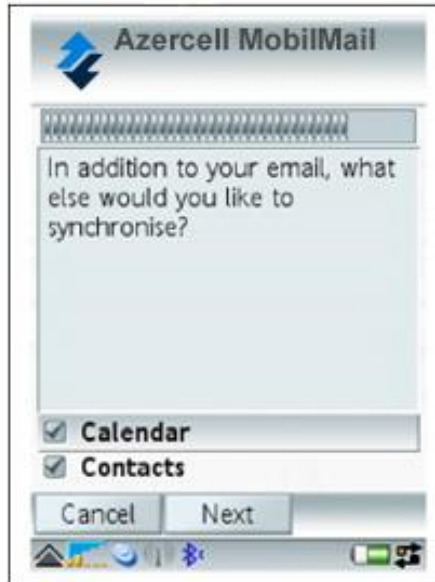 Azercell MobilMail
In addition to your email, what
else would you like to
synchronise?
Calendar
Contacts
Cancel Next